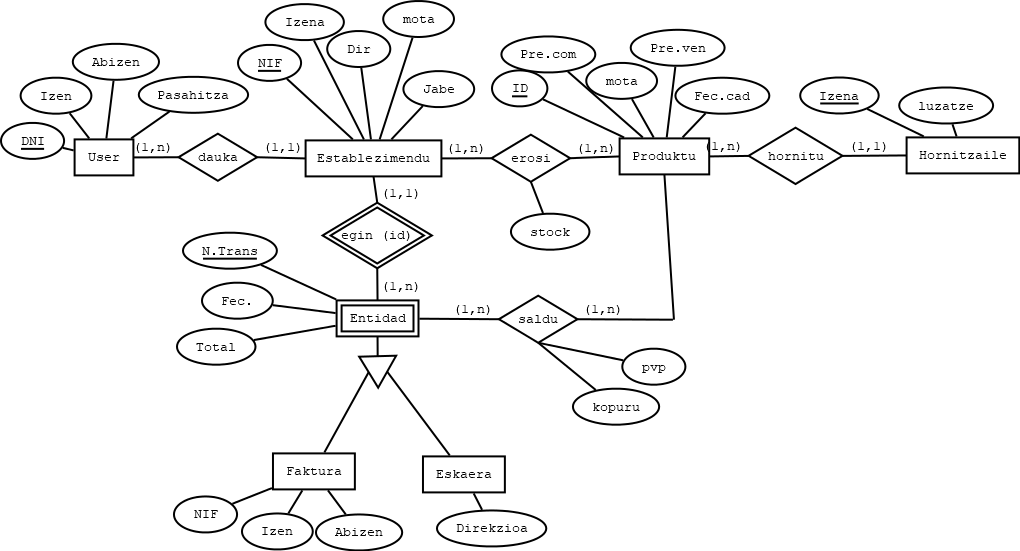 Izena
mota
Dir
NIF
Jabe
Abizen
Izen
Pasahitza
DNI
Pre.com
Pre.ven
mota
ID
Fec.cad
Izena
luzatze
User
(1,n)
dauka
(1,1)
Establezimendu
(1,n)
erosi
(1,n)
Produktu
(1,n)
hornitu
(1,1)
Hornitzaile
stock
(1,1)
egin (id)
(1,n)
N.Trans
Fec.
Total
Entidad
(1,n)
saldu
(1,n)
pvp
kopuru
Faktura
Eskaera
NIF
Izen
Abizen
Direkzioa